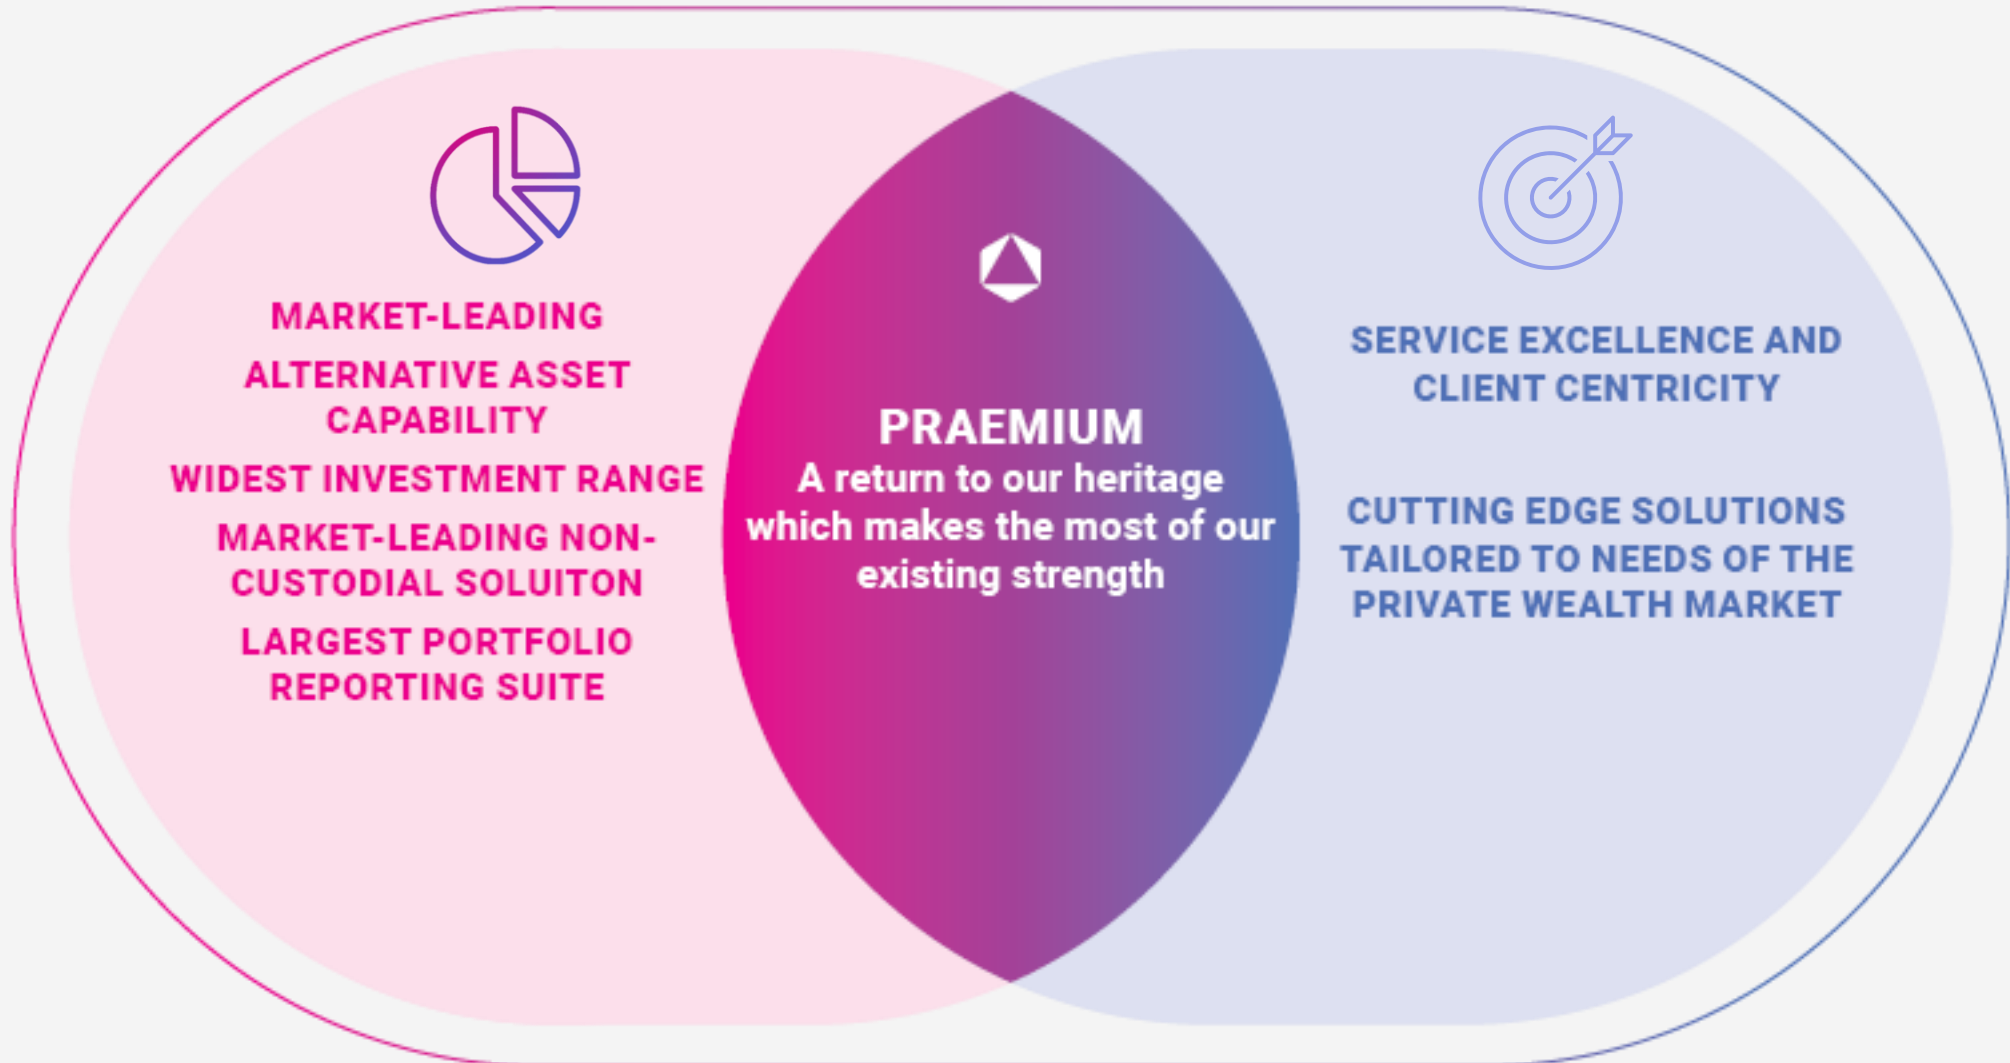 MARKET-LEADING
ALTERNATIVE ASSET
CAPABILITY
WIDEST INVESTMENT RANGE
MARKET-LEADING NON-
CUSTODIAL SOLUITON
LARGEST PORTFOLIO
REPORTING SUITE
PRAEMIUM
A return to our heritage
which makes the most of our
existing strength
SERVICE EXCELLENCE AND
CLIENT CENTRICITY
CUTTING EDGE SOLUTIONS
TAILORED TO NEEDS OF THE
PRIVATE WEALTH MARKET